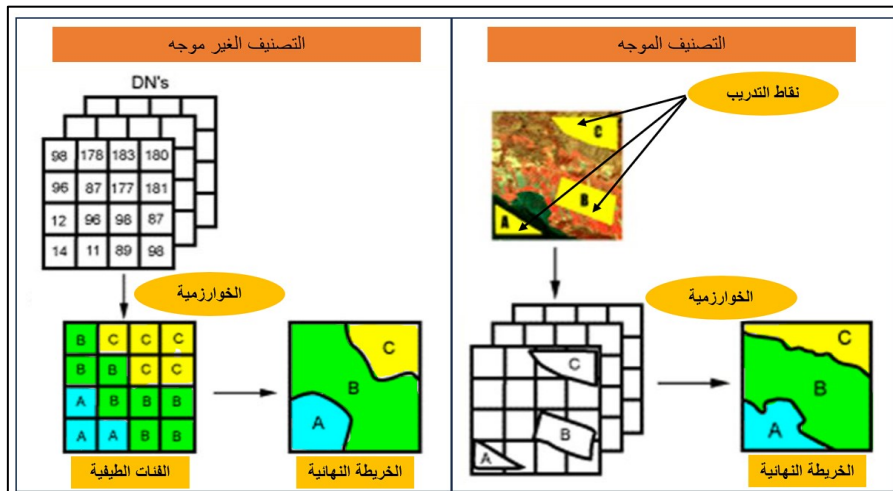 التصنيف الموجه
نقاط التدريب
C
B
A
الخوارزمية
C
B
A
C
B
A
الخريطة النهائية
التصنيف الغير موجه
DN's
98 178 183 180
96 87 177 181
12 96 98 87
14 11 89 98
الخوارزمية
B C C C
B B C C
A B B B
A A B B
C
B
A
الفئات الطيفية
الخريطة النهائية